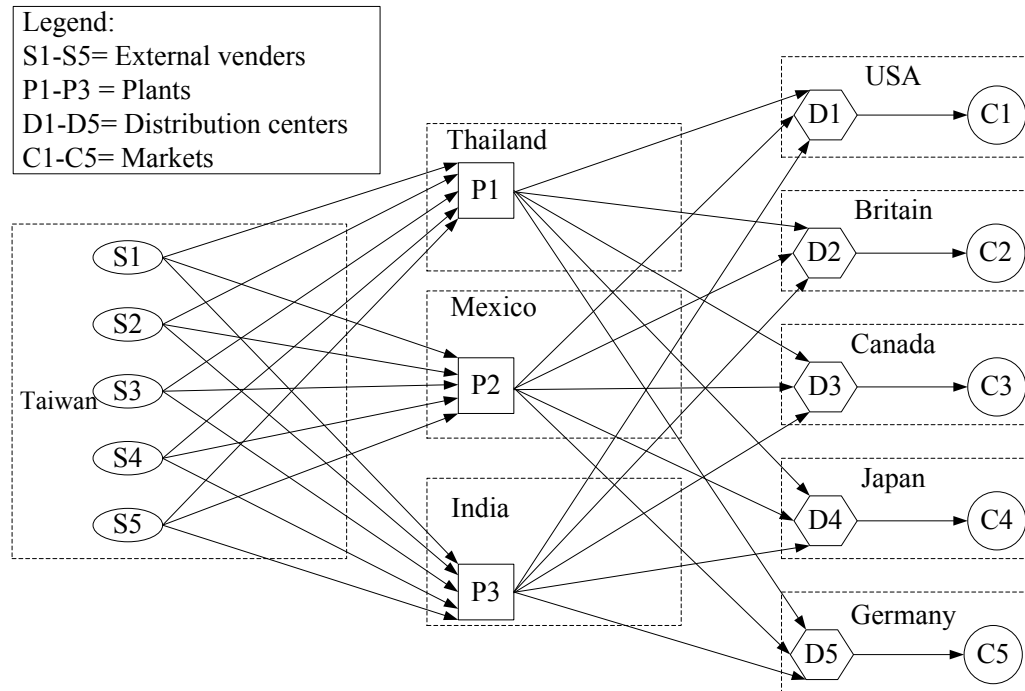 Legend:
S1-S5= External venders
P1-P3 = Plants
D1-D5= Distribution centers
C1-C5= Markets
Taiwan
S1
S2
S3
S4
S5
Thailand
P1
Mexico
P2
India
P3
USA
D1
C1
Britain
D2
C2
Canada
D3
C3
Japan
D4
C4
Germany
D5
C5